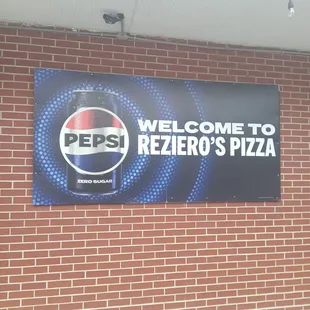 PEPSI
ZERO SUGAR
WELCOME TO
REZIERO'S PIZZA